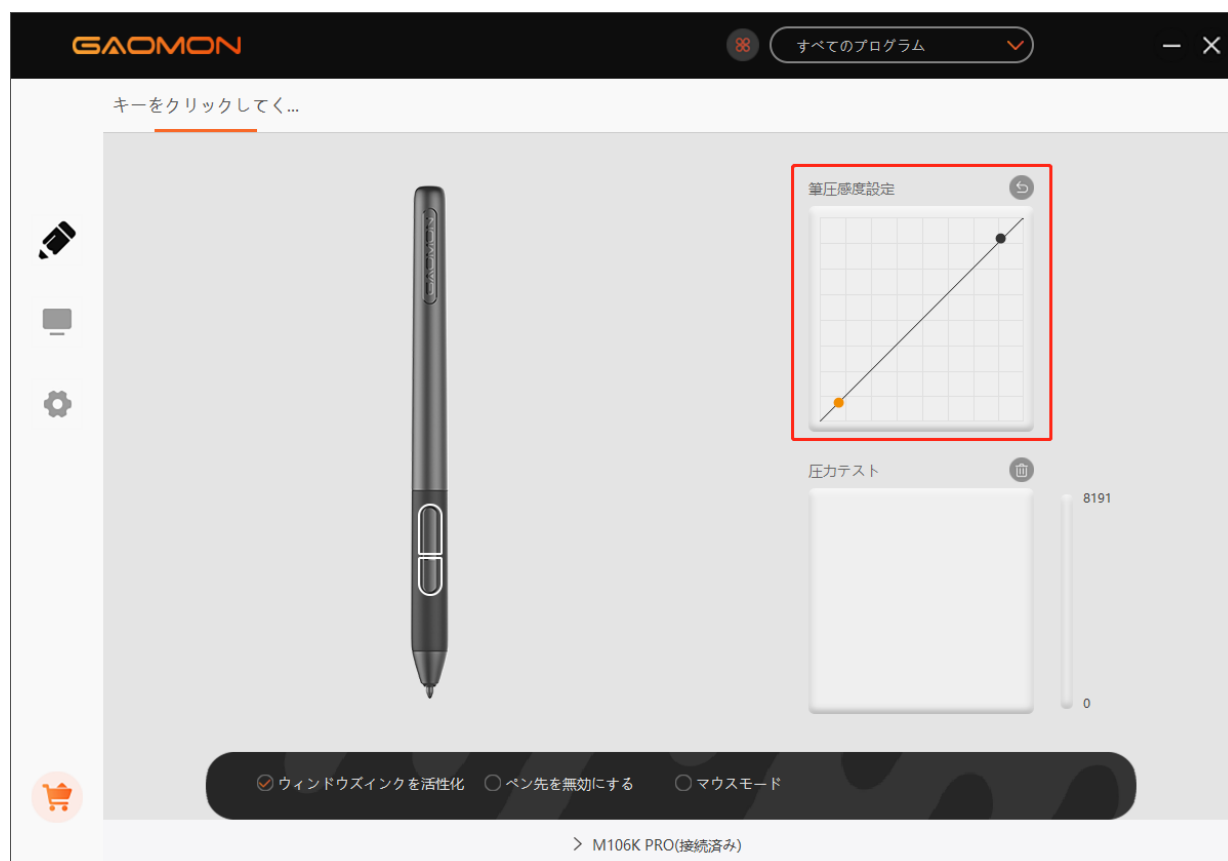 GAOMON
すべてのプログラム
キーをクリックしてく...
GAOMON
筆圧感度設定
圧力テスト
8191
0
ウィンドウズインクを活性化 ペン先を無効にする マウスモード
M106K PRO(接続済み)